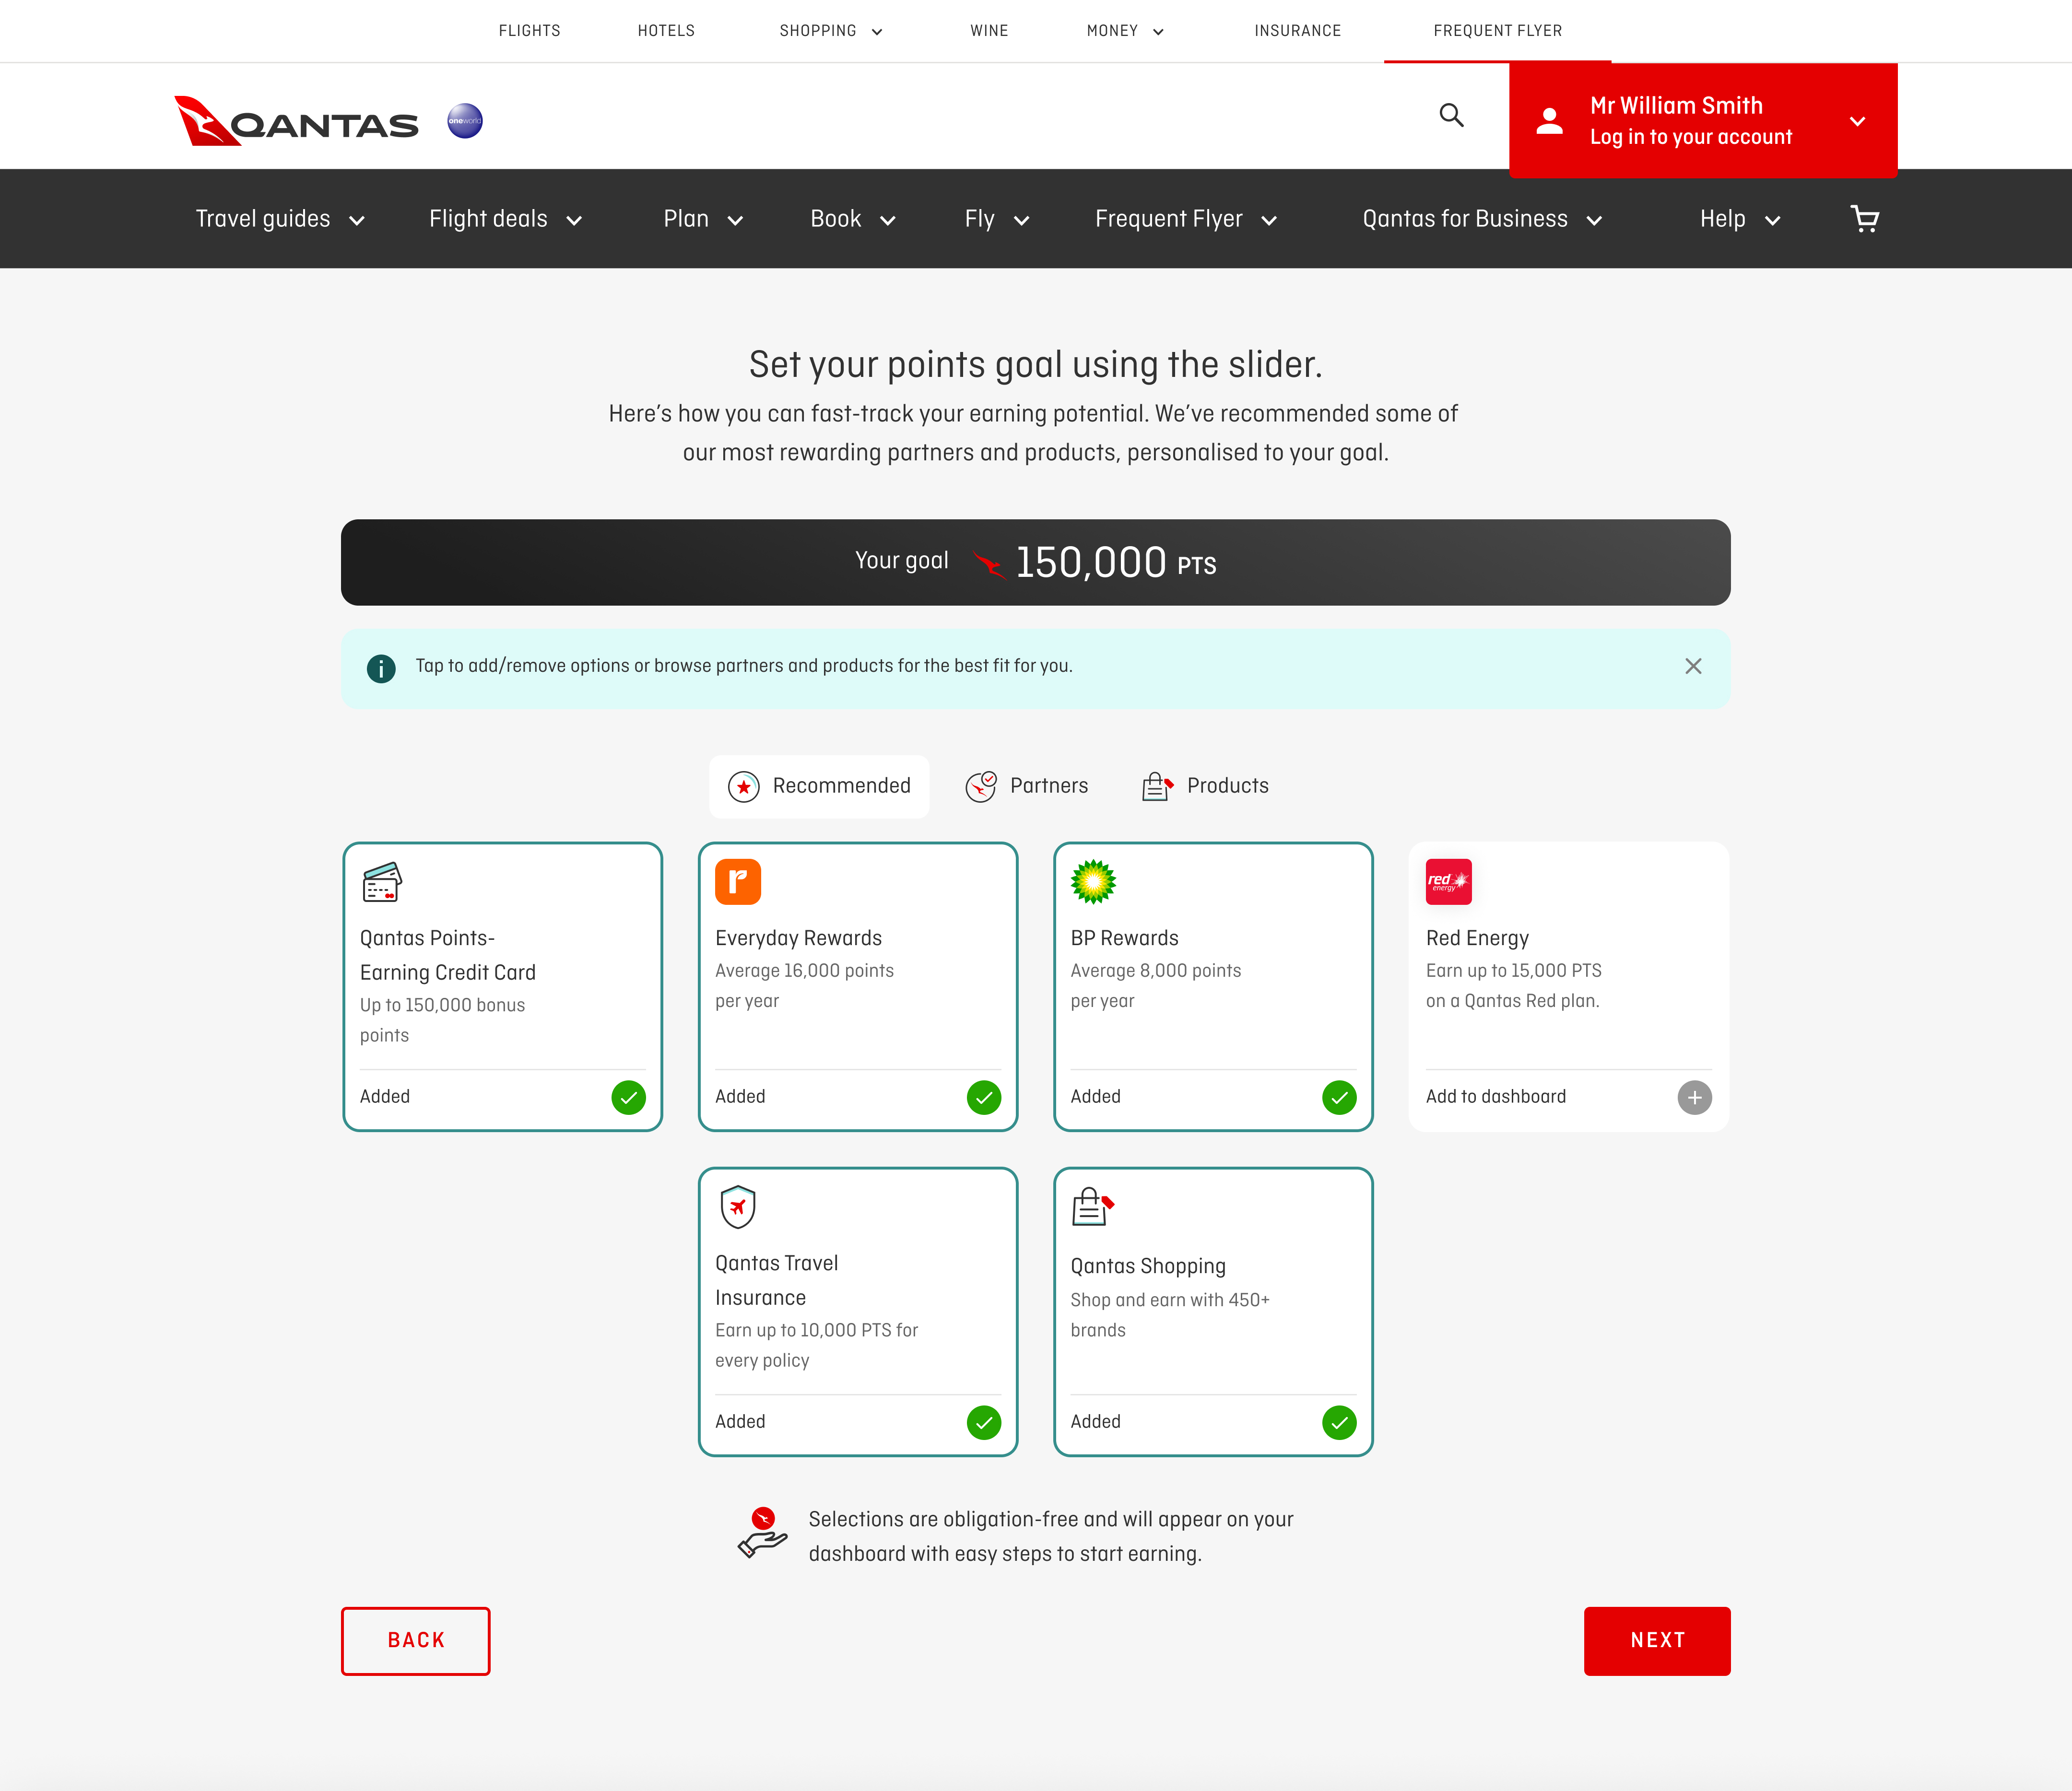 FLIGHTS
HOTELS
SHOPPING
WINE
MONEY
INSURANCE
FREQUENT FLYER
QANTAS
oneworld
Mr William Smith
Log in to your account
Travel guides
Flight deals
Plan
Book
Fly
Frequent Flyer
Qantas for Business
Help
Set your points goal using the slider.
Here's how you can fast-track your earning potential. We've recommended some of
our most rewarding partners and products, personalised to your goal.
Your goal 150,000 PTS
Tap to add/remove options or browse partners and products for the best fit for you.
Recommended
Partners
Products
Qantas Points-
Earning Credit Card
Up to 150,000 bonus
points
Added
r
Everyday Rewards
Average 16,000 points
per year
Added
BP Rewards
Average 8,000 points
per year
Added
red
energy
Red Energy
Earn up to 15,000 PTS
on a Qantas Red plan.
Add to dashboard
Qantas Travel
Insurance
Earn up to 10,000 PTS for
every policy
Added
Qantas Shopping
Shop and earn with 450+
brands
Added
Selections are obligation-free and will appear on your
dashboard with easy steps to start earning.
BACK
NEXT